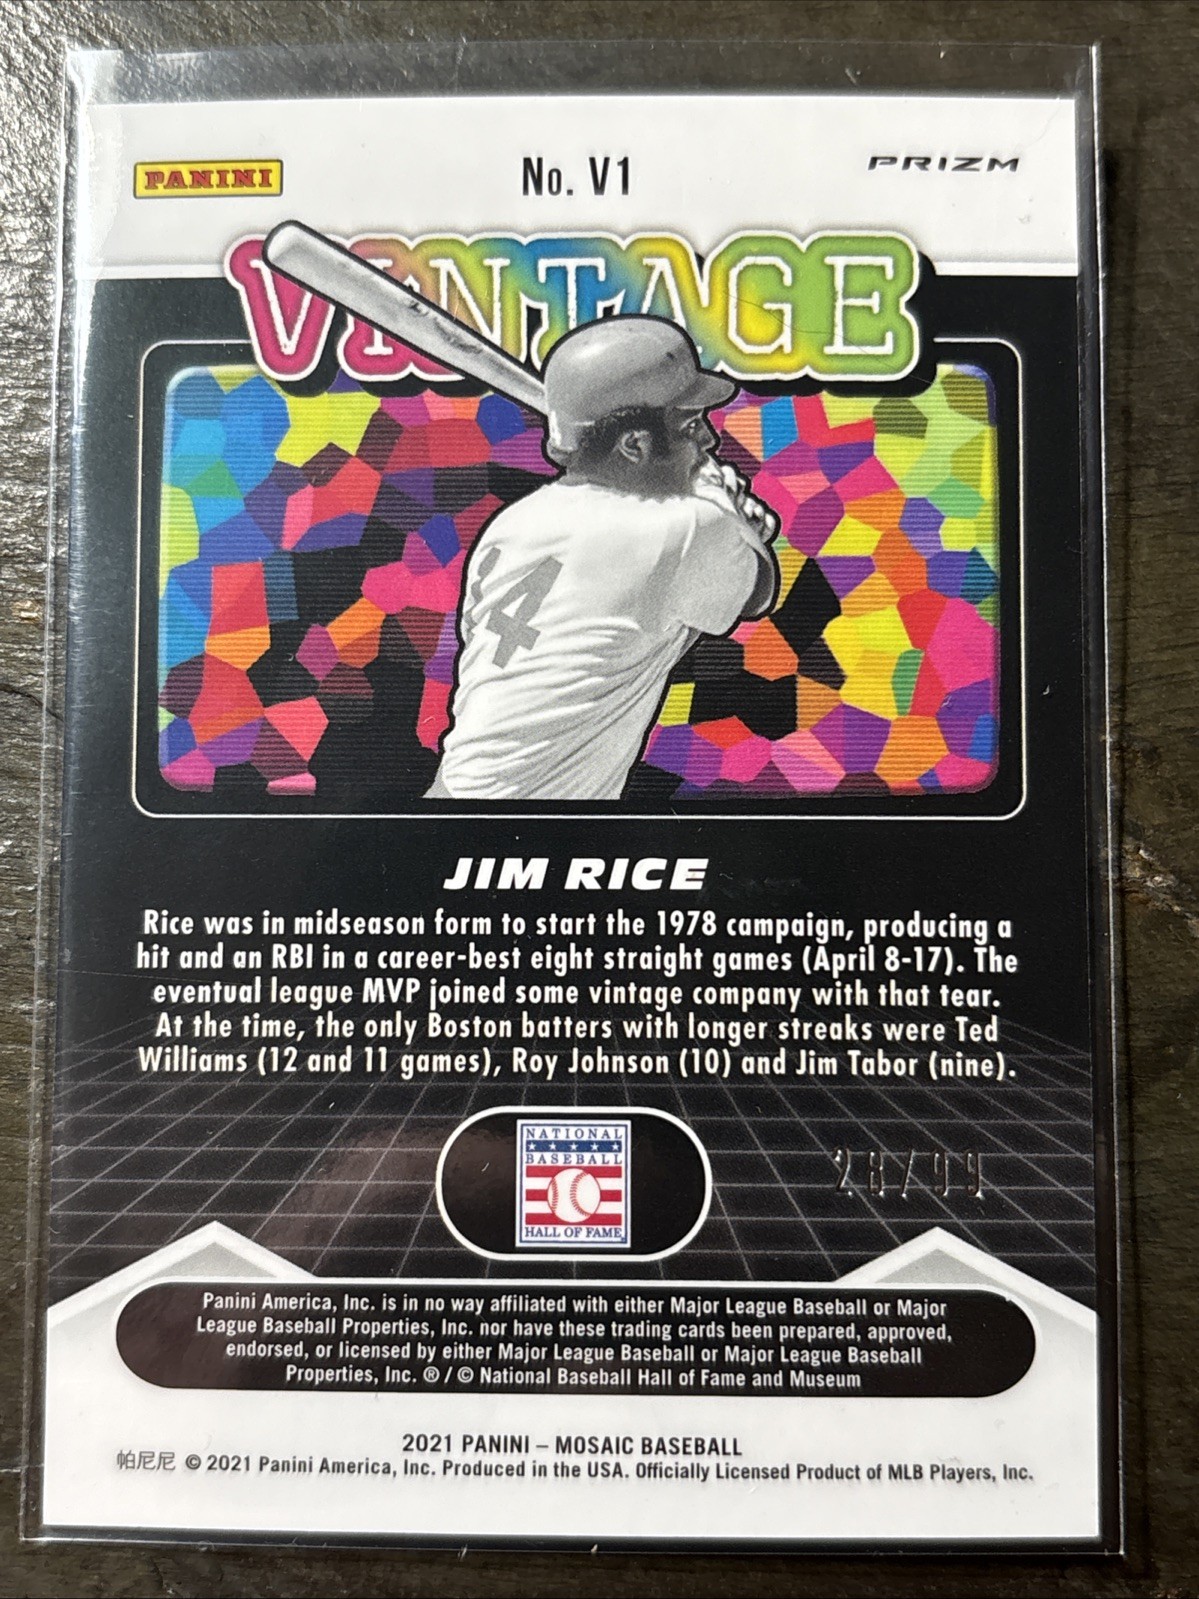 PANINI
No. V1
PRIZM
VINTAGE
14
JIM RICE
Rice was in midseason form to start the 1978 campaign, producing a
hit and an RBI in a career-best eight straight games (April 8-17). The
eventual league MVP joined some vintage company with that tear.
At the time, the only Boston batters with longer streaks were Ted
Williams (12 and 11 games), Roy Johnson (10) and Jim Tabor (nine).
NATIONAL
BASEBALL
HALL OF FAME
28/99
Panini America, Inc. is in no way affiliated with either Major League Baseball or Major
League Baseball Properties, Inc. nor have these trading cards been prepared, approved,
endorsed, or licensed by either Major League Baseball or Major League Baseball
Properties, Inc. ® / © National Baseball Hall of Fame and Museum
2021 PANINI – MOSAIC BASEBALL
帕尼尼 © 2021 Panini America, Inc. Produced in the USA. Officially Licensed Product of MLB Players, Inc.